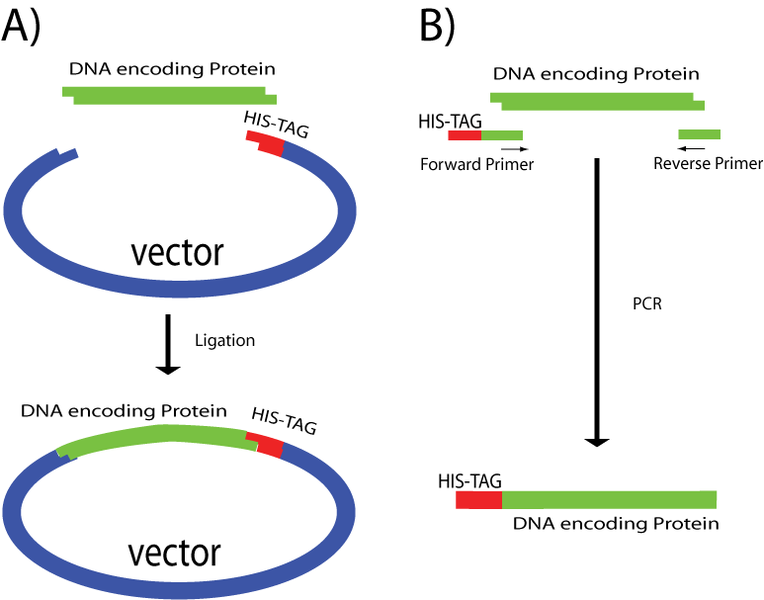 A)
DNA encoding Protein
HIS-TAG
vector
Ligation
DNA encoding Protein
HIS-TAG
vector
B)
DNA encoding Protein
HIS-TAG
Forward Primer
Reverse Primer
PCR
HIS-TAG
DNA encoding Protein